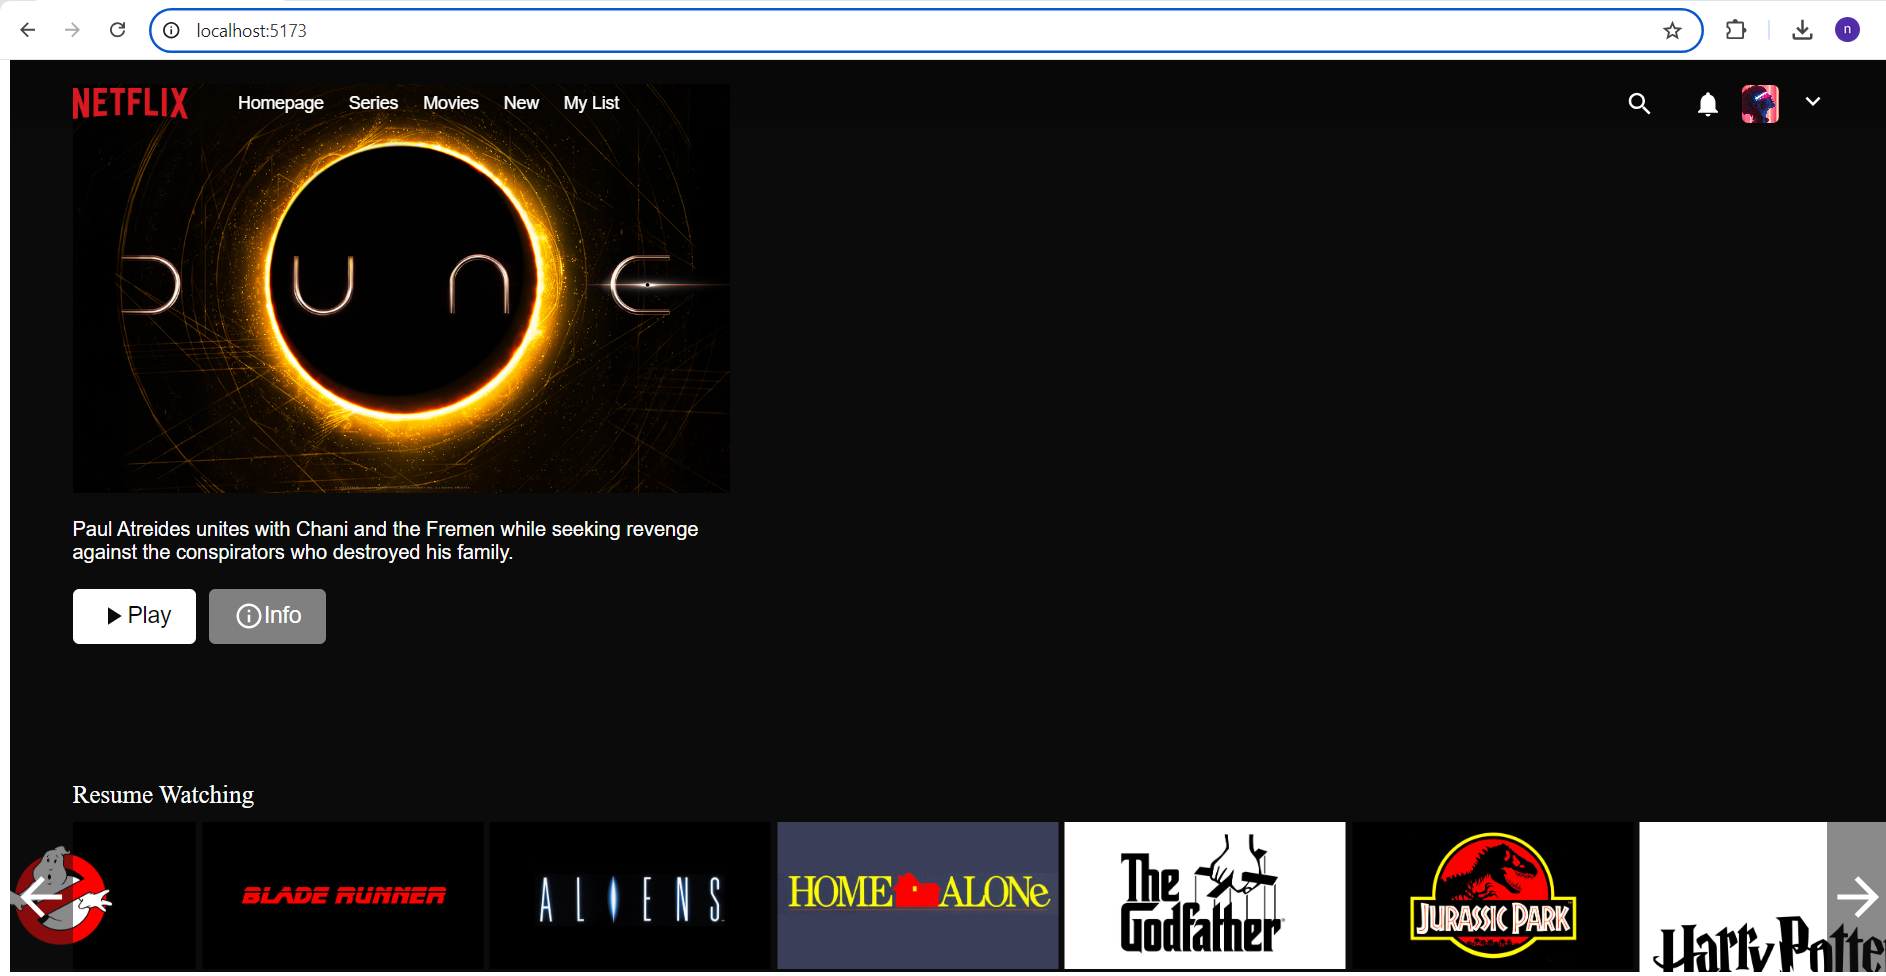 localhost:5173
n
NETFLIX Homepage Series Movies New My List
DUNE
Paul Atreides unites with Chani and the Fremen while seeking revenge
against the conspirators who destroyed his family.
Play Info
Resume Watching
BLADE RUNNER
ALIENS
HOME ALONe
The
Godfather
JURASSIC PARK
Harry Potte